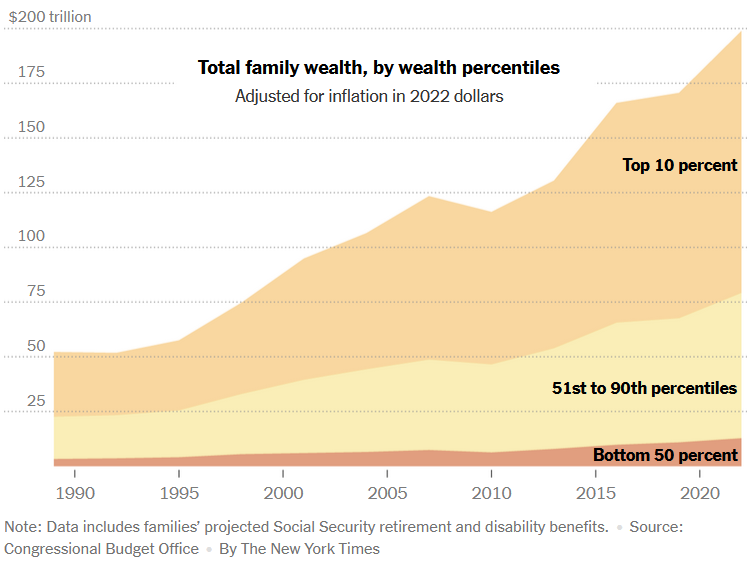 $200 trillion
Total family wealth, by wealth percentiles
Adjusted for inflation in 2022 dollars
175
150
125
100
75
50
25
Top 10 percent
51st to 90th percentiles
Bottom 50 percent
1990 1995 2000 2005 2010 2015 2020
Note: Data includes families’ projected Social Security retirement and disability benefits. • Source:
Congressional Budget Office • By The New York Times